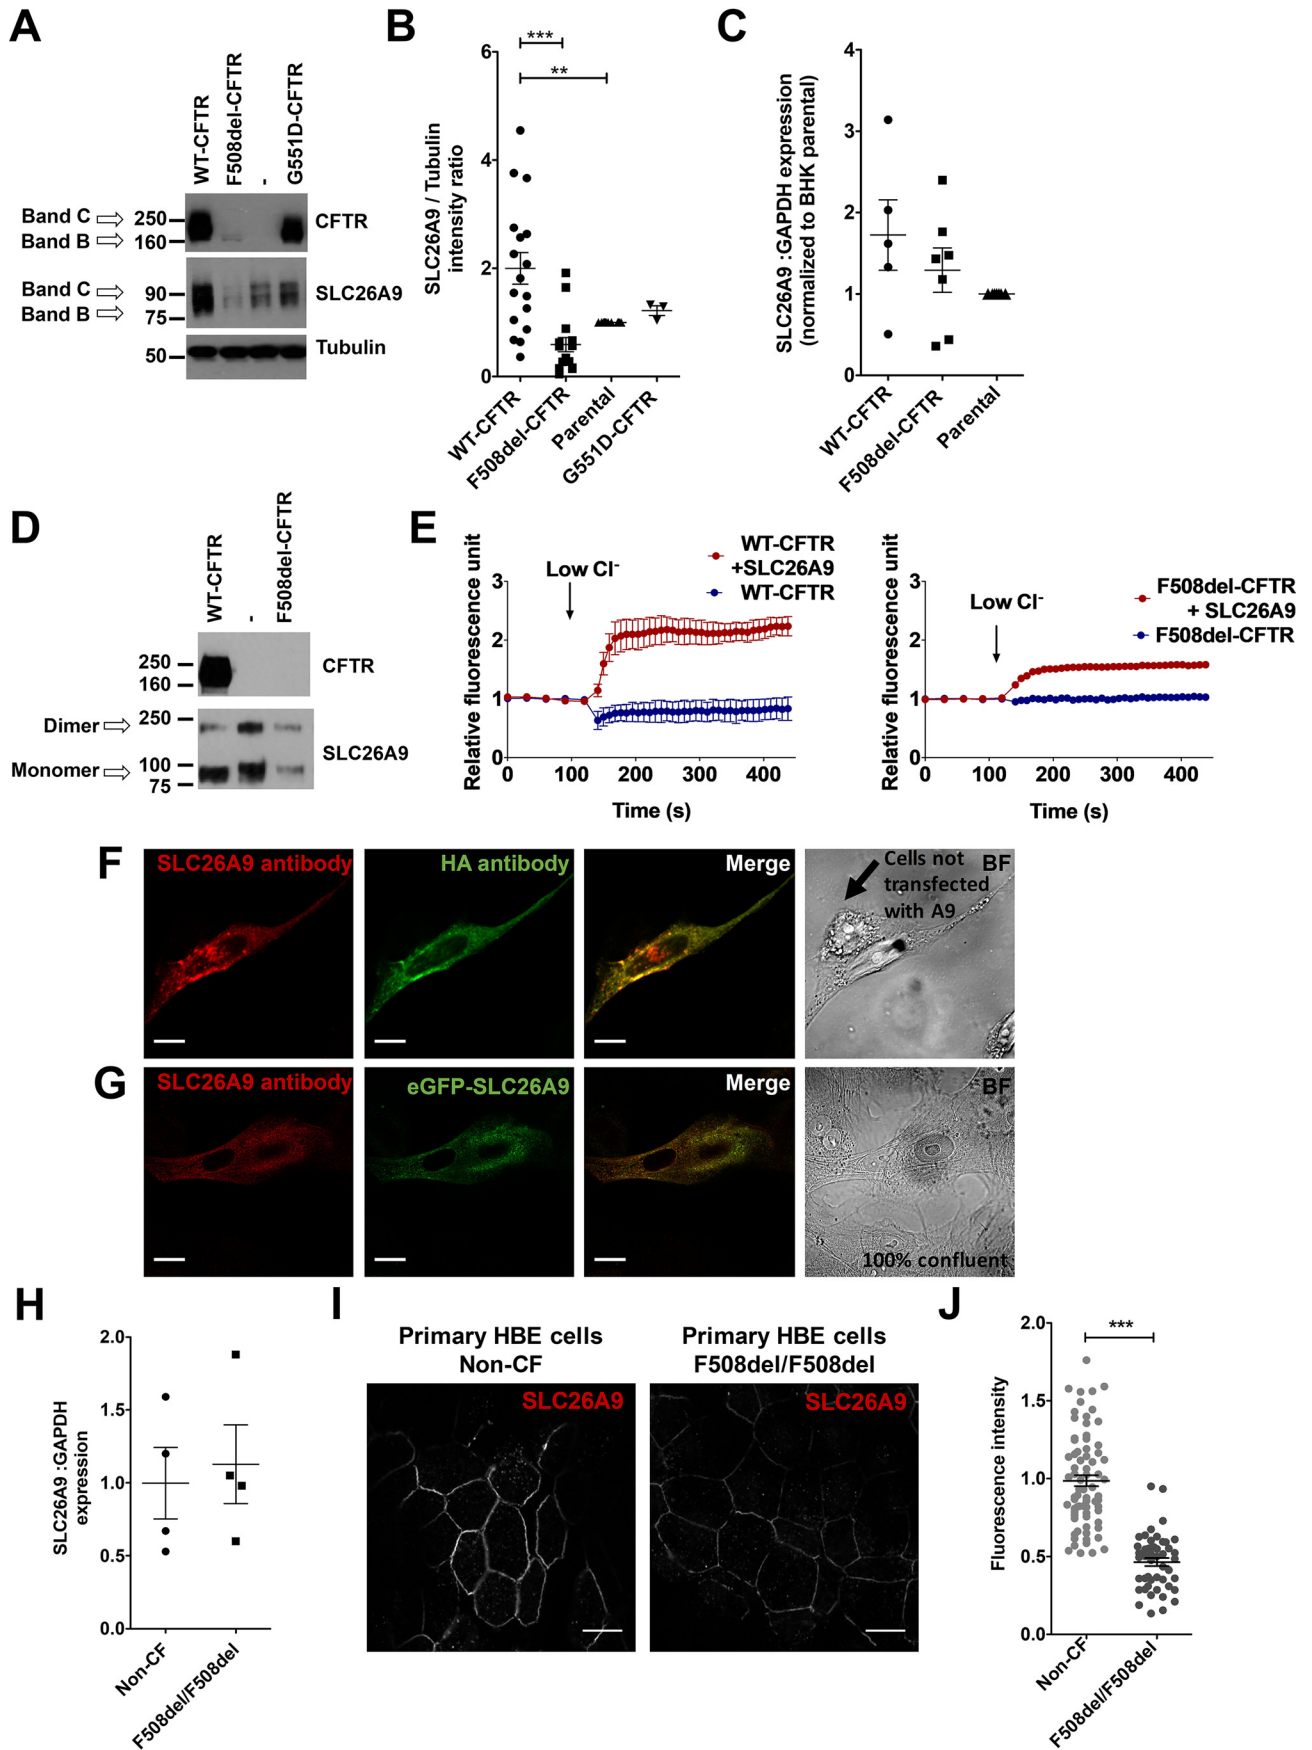 A
WT-CFTR
F508del-CFTR
-
G551D-CFTR
Band C
250
CFTR
Band B
160
Band C
90
SLC26A9
Band B
75
50
Tubulin
B
***
**
6
4
2
0
SLC26A9 / Tubulin
intensity ratio
WT-CFTR
F508del-CFTR
Parental
G551D-CFTR
C
4
3
2
1
0
SLC26A9 :GAPDH expression
(normalized to BHK parental)
WT-CFTR
F508del-CFTR
Parental
D
WT-CFTR
-
F508del-CFTR
250
160
CFTR
Dimer
250
SLC26A9
Monomer
100
75
E
Relative fluorescence unit
3
2
1
0
Low Cl-
WT-CFTR
+SLC26A9
WT-CFTR
0
100
200
300
400
Time (s)
Relative fluorescence unit
3
2
1
0
Low Cl-
F508del-CFTR
+ SLC26A9
F508del-CFTR
0
100
200
300
400
Time (s)
F
SLC26A9 antibody
HA antibody
Merge
BF
Cells not
transfected
with A9
G
SLC26A9 antibody
eGFP-SLC26A9
Merge
BF
100% confluent
H
2.0
1.5
1.0
0.5
0.0
SLC26A9 :GAPDH
expression
Non-CF
F508del/F508del
I
Primary HBE cells
Non-CF
SLC26A9
Primary HBE cells
F508del/F508del
SLC26A9
J
***
2.0
1.5
1.0
0.5
0.0
Fluorescence intensity
Non-CF
F508del/F508del